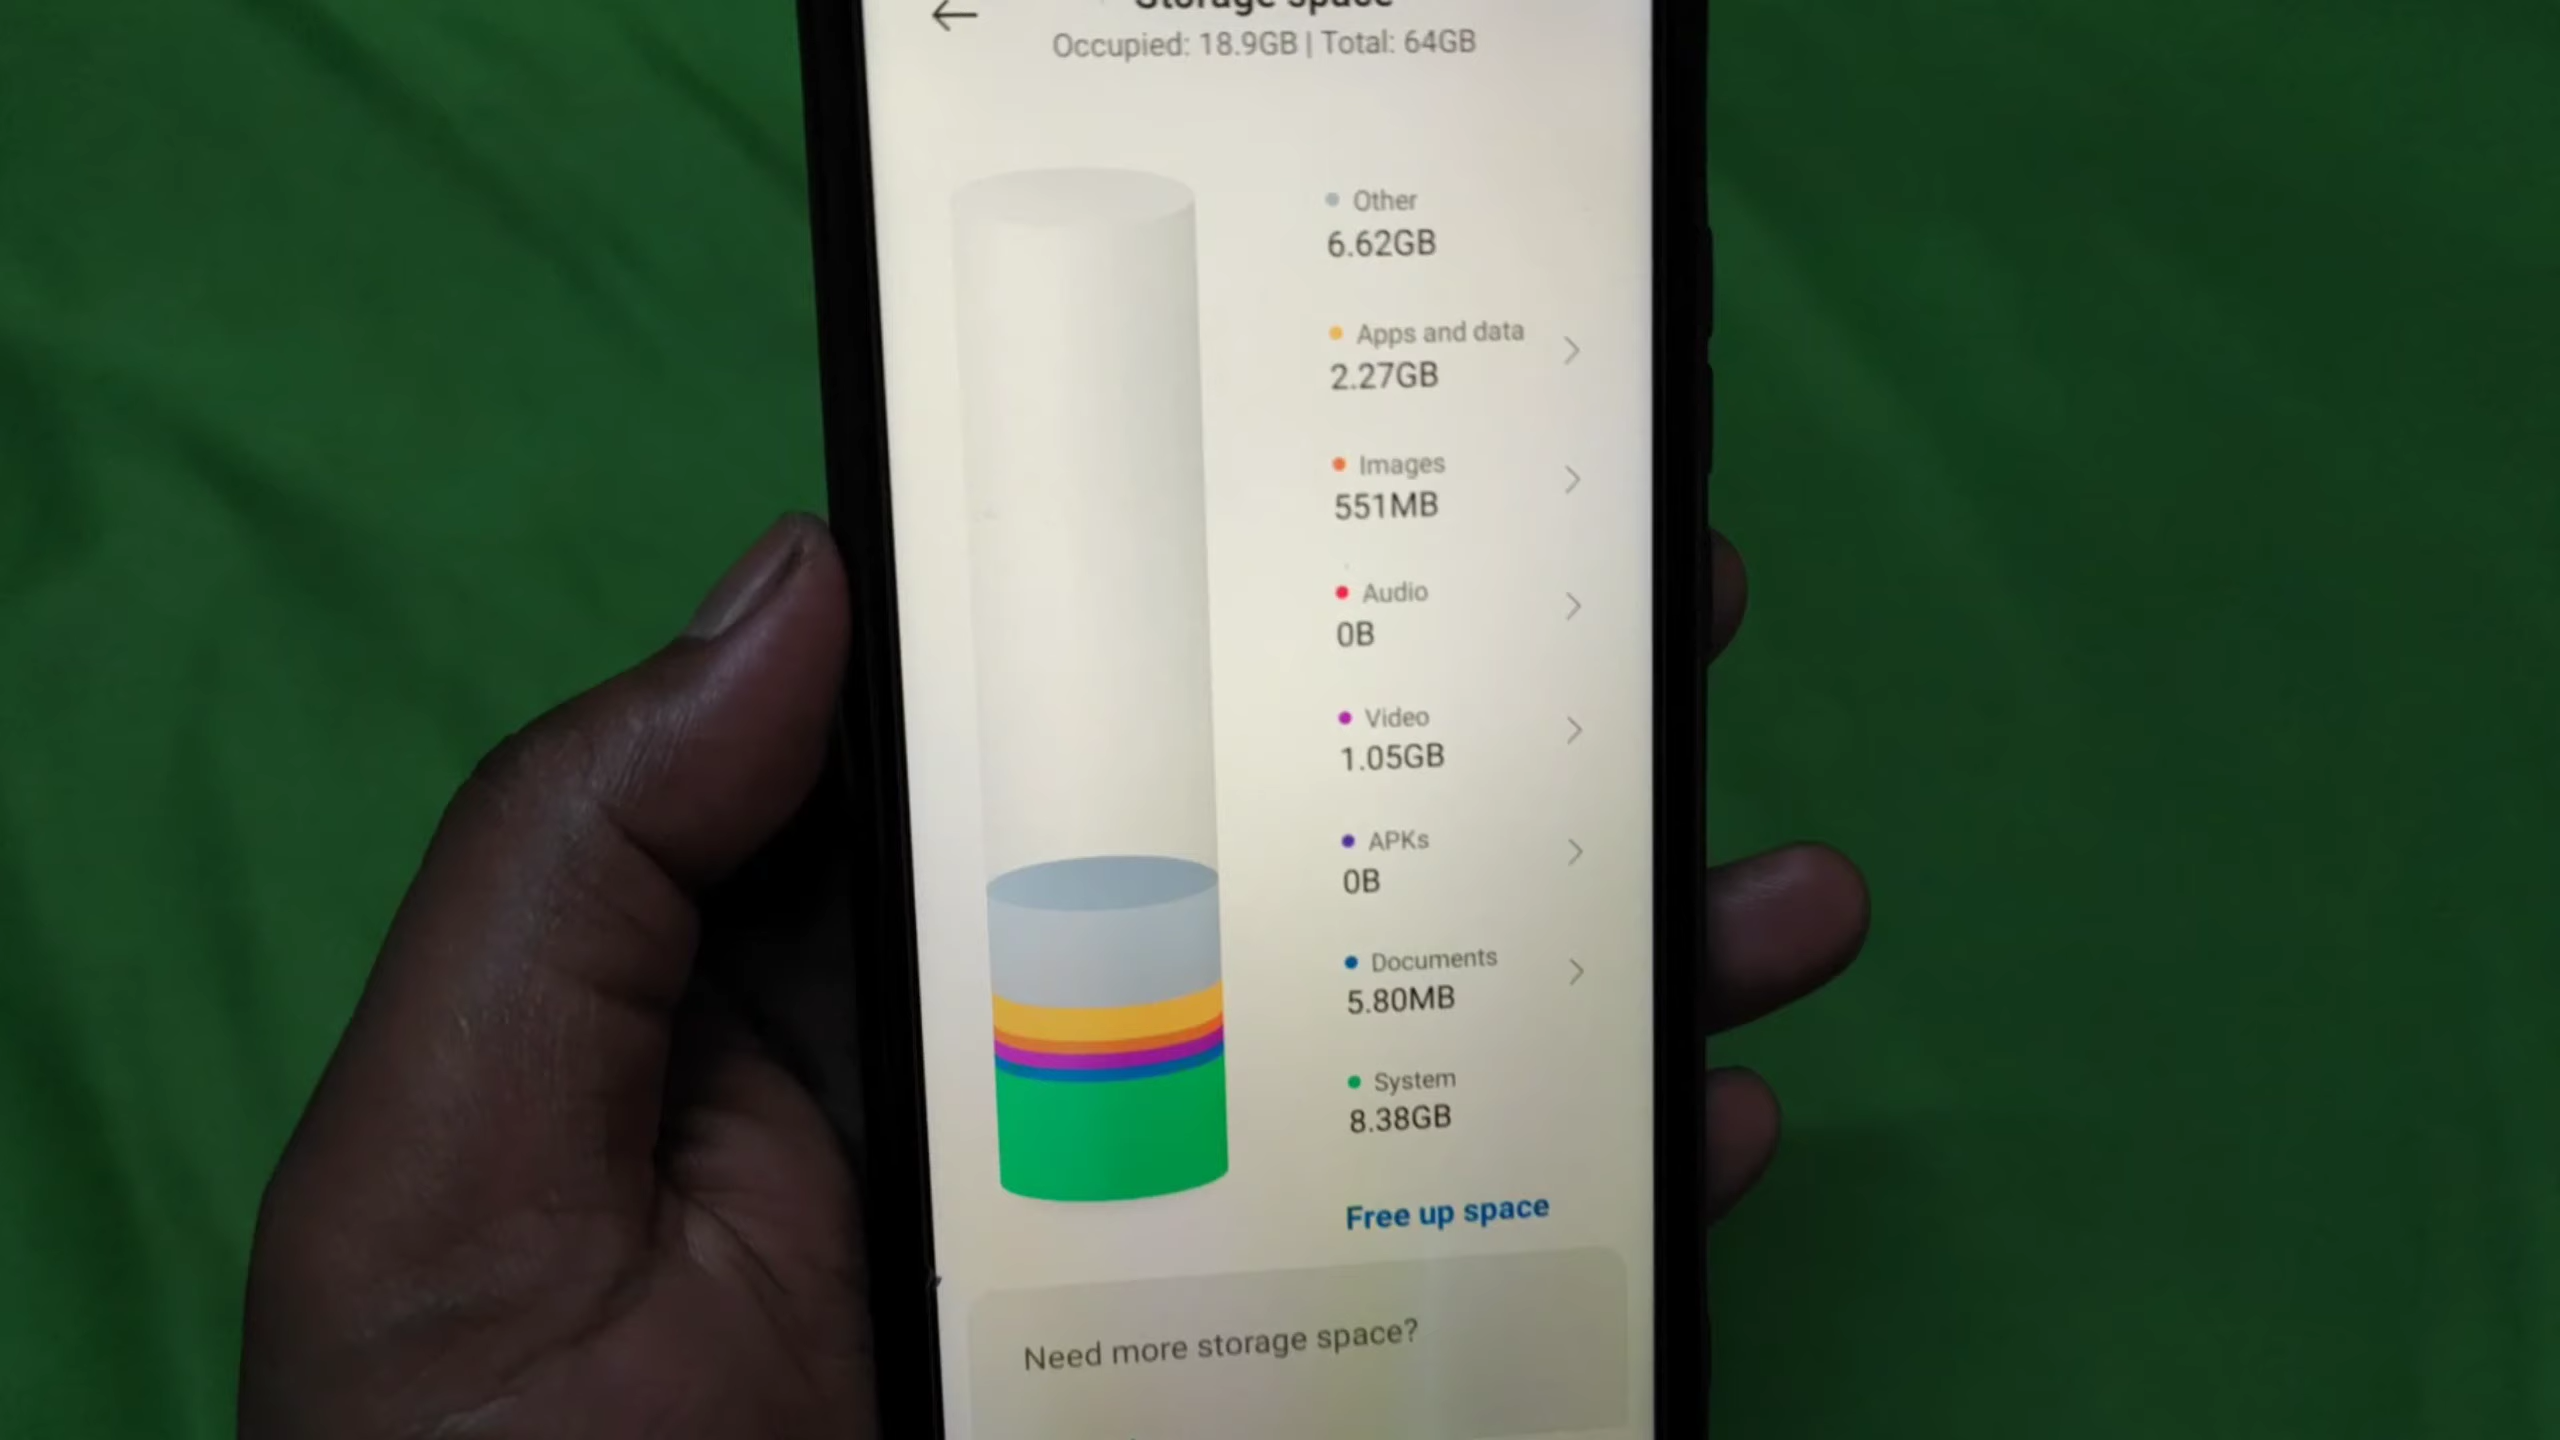 Storage space
Occupied: 18.9GB | Total: 64GB
Other
6.62GB
Apps and data
2.27GB
Images
551MB
Audio
0B
Video
1.05GB
APKs
0B
Documents
5.80MB
System
8.38GB
Free up space
Need more storage space?